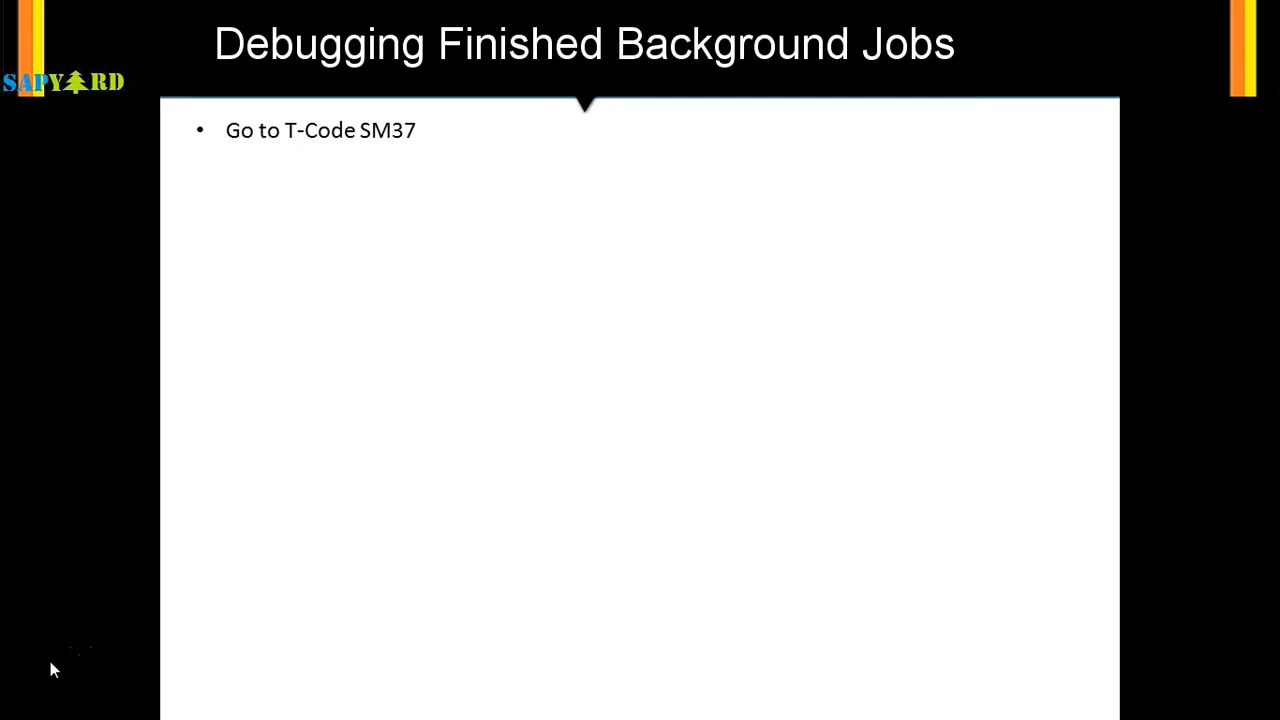 Debugging Finished Background Jobs
SAPYARD
• Go to T-Code SM37